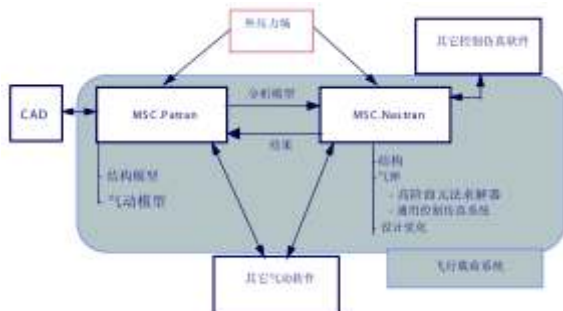 热压力场
其它控制仿真软件
CAD
MSC.Patran
分析模型
MSC.Nastran
结果
- 结构模型
- 气动模型
- 结构
- 气弹
- 高阶面元法求解器
- 通用控制仿真系统
- 设计优化
其它气动软件
飞行载荷系统